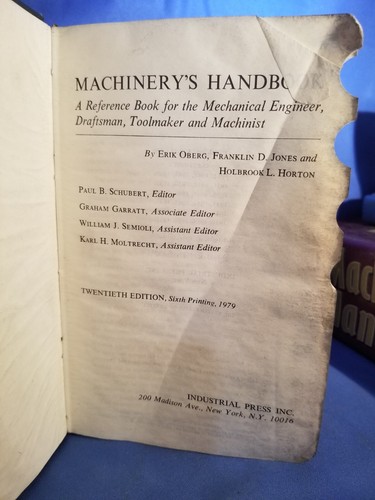 MACHINERY'S HANDBOOK
A Reference Book for the Mechanical Engineer,
Draftsman, Toolmaker and Machinist
By ERIK OBERG, FRANKLIN D. JONES and
HOLBROOK L. HORTON
PAUL B. SCHUBERT, Editor
GRAHAM GARRATT, Associate Editor
WILLIAM J. SEMIOLI, Assistant Editor
KARL H. MOLTRECHT, Assistant Editor
TWENTIETH EDITION, Sixth Printing, 1979
INDUSTRIAL PRESS INC.
200 Madison Ave., New York, N.Y. 10016